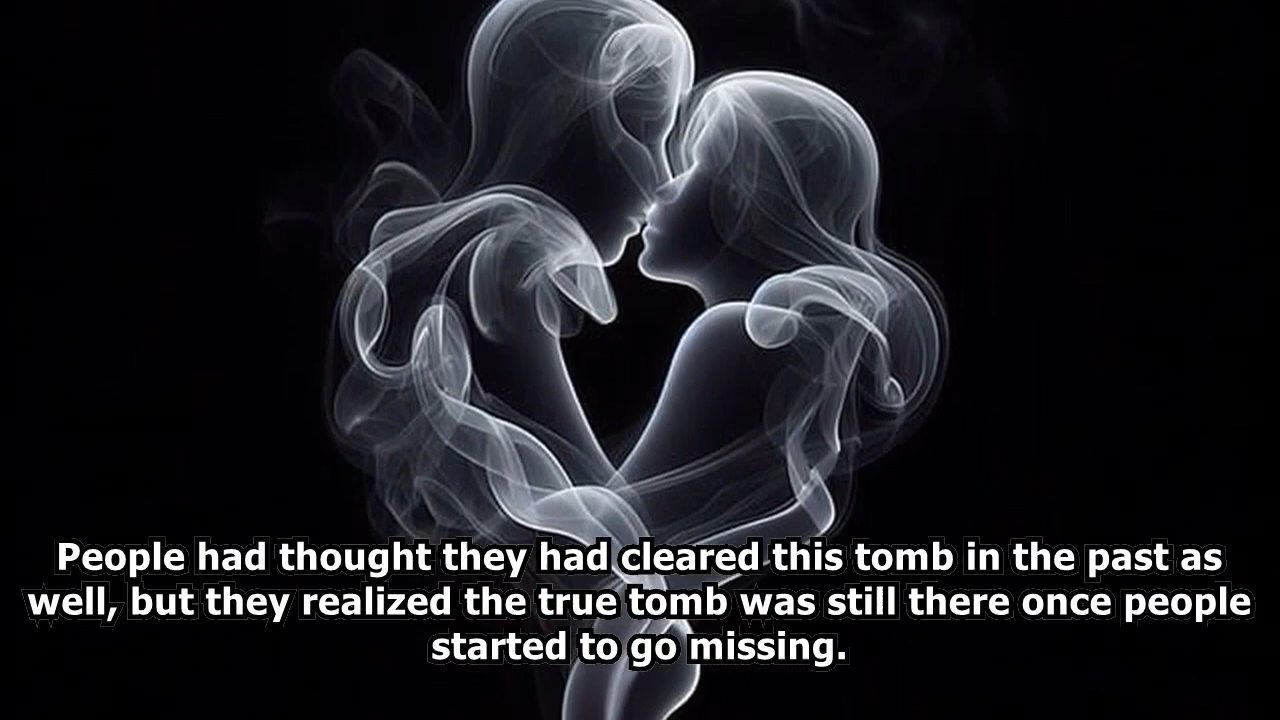 People had thought they had cleared this tomb in the past as
well, but they realized the true tomb was still there once people
started to go missing.